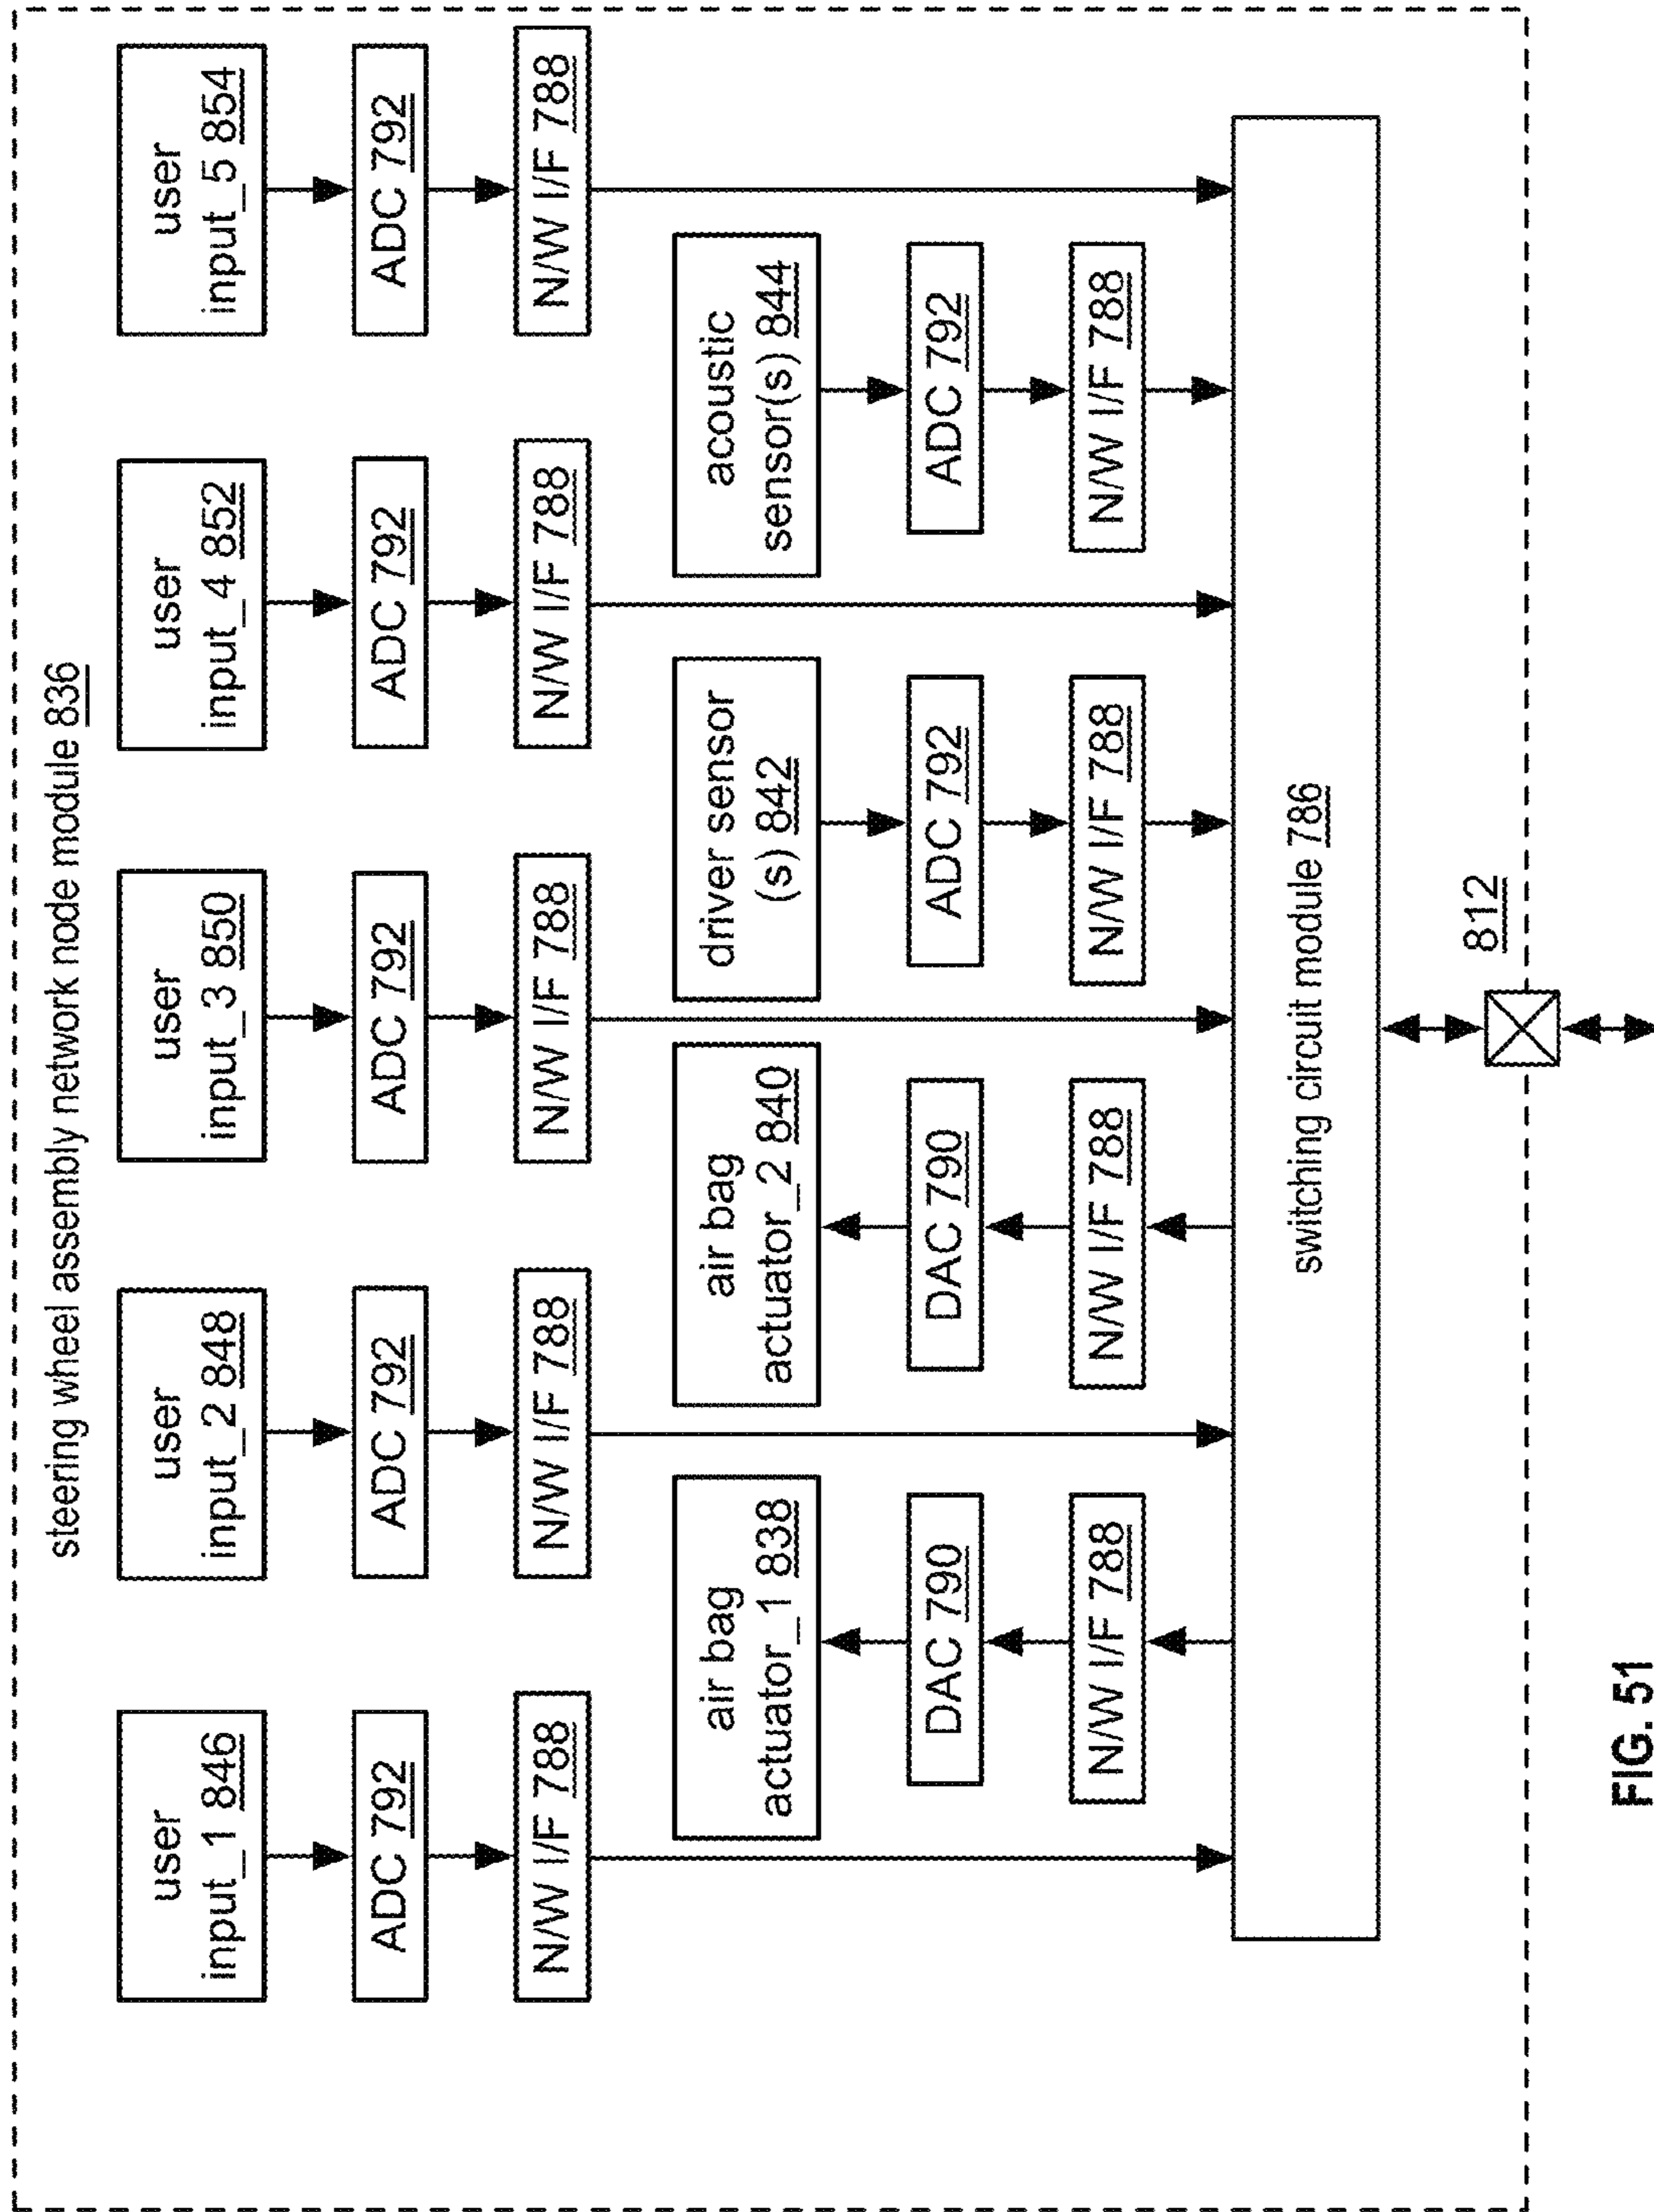 steering wheel assembly network node module 836
user
input_1 846
ADC 792
N/W I/F 788
user
input_2 848
ADC 792
N/W I/F 788
user
input_3 850
ADC 792
N/W I/F 788
user
input_4 852
ADC 792
N/W I/F 788
user
input_5 854
ADC 792
N/W I/F 788
air bag
actuator_1 838
DAC 790
N/W I/F 788
air bag
actuator_2 840
DAC 790
N/W I/F 788
driver sensor
(s) 842
ADC 792
N/W I/F 788
acoustic
sensor(s) 844
ADC 792
N/W I/F 788
switching circuit module 786
812
FIG. 51